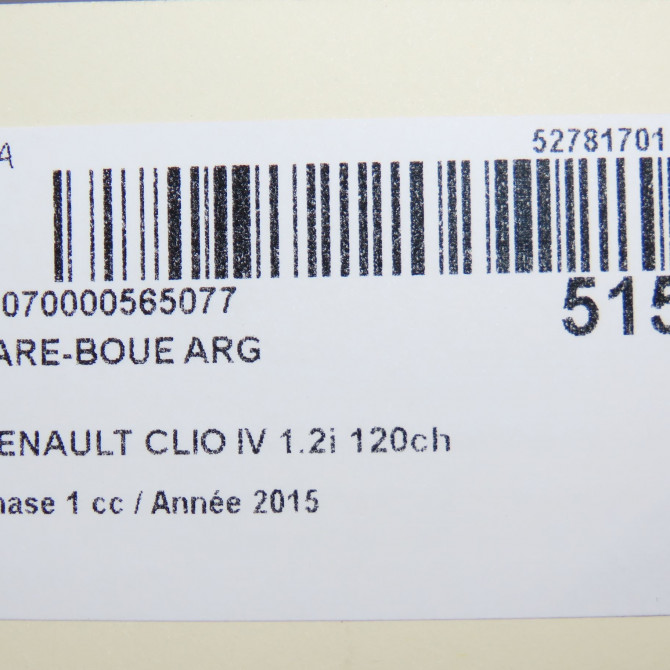 A
52781701
070000565077
515
ARE-BOUE ARG
ENAULT CLIO IV 1.2i 120ch
hase 1 cc / Année 2015